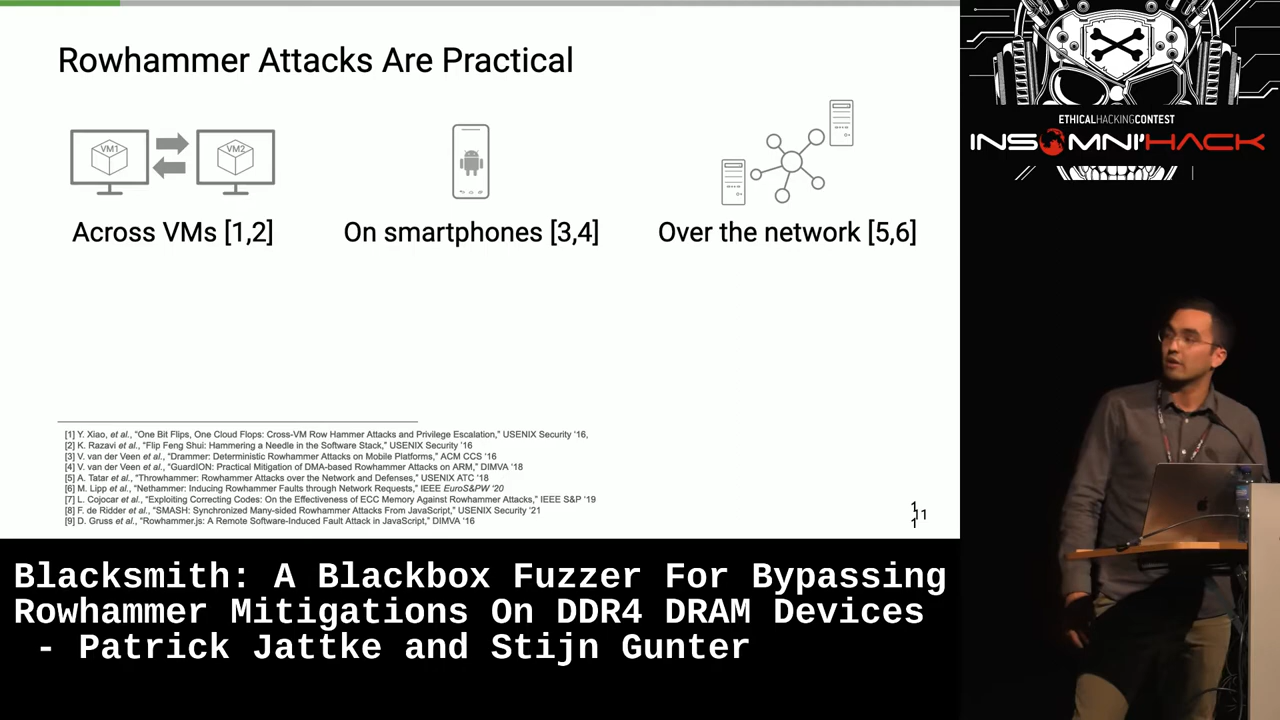 Rowhammer Attacks Are Practical
VM1
VM2
Across VMs [1,2]
On smartphones [3,4]
Over the network [5,6]
[1] Y. Xiao, et al., "One Bit Flips, One Cloud Flops: Cross-VM Row Hammer Attacks and Privilege Escalation," USENIX Security '16,
[2] K. Razavi et al., "Flip Feng Shui: Hammering a Needle in the Software Stack," USENIX Security '16
[3] V. van der Veen et al., "Drammer: Deterministic Rowhammer Attacks on Mobile Platforms," ACM CCS '16
[4] V. van der Veen et al., "GuardION: Practical Mitigation of DMA-based Rowhammer Attacks on ARM," DIMVA '18
[5] A. Tatar et al., "Throwhammer: Rowhammer Attacks over the Network and Defenses," USENIX ATC '18
[6] M. Lipp et al., "Nethammer: Inducing Rowhammer Faults through Network Requests," IEEE EuroS&PW '20
[7] L. Cojocar et al., "Exploiting Correcting Codes: On the Effectiveness of ECC Memory Against Rowhammer Attacks," IEEE S&P '19
[8] F. de Ridder et al., "SMASH: Synchronized Many-sided Rowhammer Attacks From JavaScript," USENIX Security '21
[9] D. Gruss et al., "Rowhammer.js: A Remote Software-Induced Fault Attack in JavaScript," DIMVA '16
11
ETHICALHACKINGCONTEST
INSOMNI'HACK
Blacksmith: A Blackbox Fuzzer For Bypassing
Rowhammer Mitigations On DDR4 DRAM Devices
- Patrick Jattke and Stijn Gunter